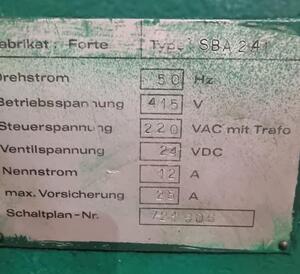 abrikat: Forte Type SBA 241
Drehstrom 50 Hz
Betriebsspannung 415 V
Steuerspannung 220 VAC mit Trafo
Ventilspannung 24 VDC
Nennstrom 12 A
max. Vorsicherung 25 A
Schaltplan-Nr.